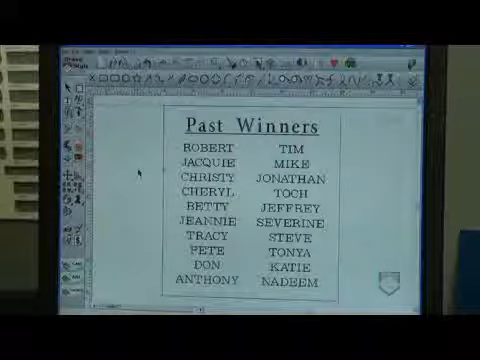 Past Winners
ROBERT TIM
JACQUIE MIKE
CHRISTY JONATHAN
CHERYL TOCH
BETTY JEFFREY
JEANNIE SEVERINE
TRACY STEVE
PETE TONYA
DON KATIE
ANTHONY NADEEM